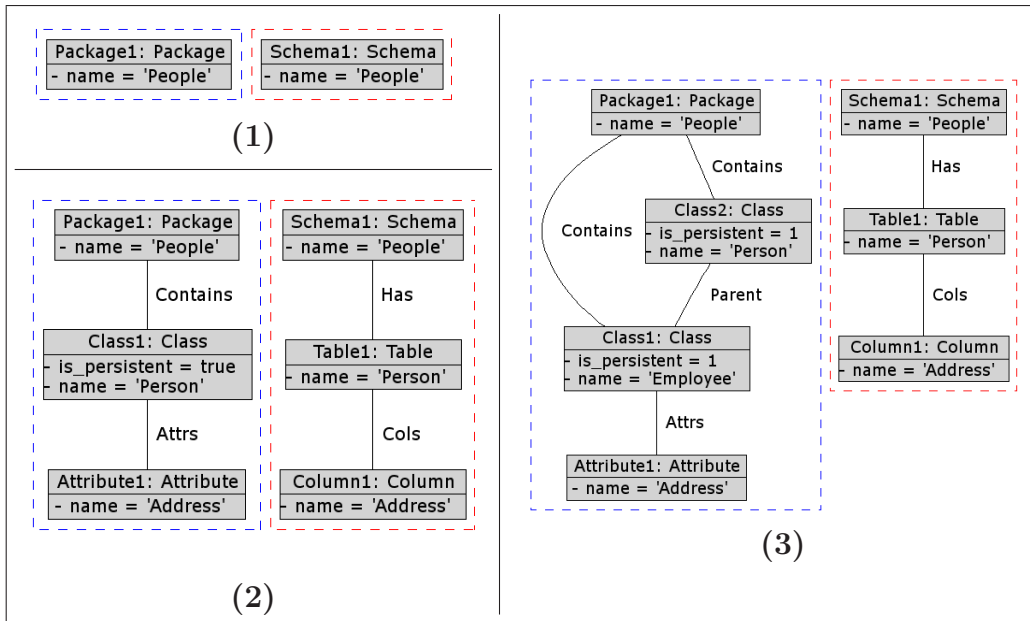 Package1: Package
- name = 'People'
Schema1: Schema
- name = 'People'
(1)
Package1: Package
- name = 'People'
Contains
Class1: Class
- is_persistent = true
- name = 'Person'
Attrs
Attribute1: Attribute
- name = 'Address'
Schema1: Schema
- name = 'People'
Has
Table1: Table
- name = 'Person'
Cols
Column1: Column
- name = 'Address'
(2)
Package1: Package
- name = 'People'
Contains
Class2: Class
- is_persistent = 1
- name = 'Person'
Contains
Parent
Class1: Class
- is_persistent = 1
- name = 'Employee'
Attrs
Attribute1: Attribute
- name = 'Address'
Schema1: Schema
- name = 'People'
Has
Table1: Table
- name = 'Person'
Cols
Column1: Column
- name = 'Address'
(3)